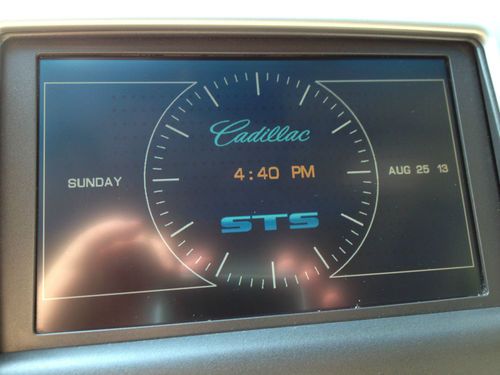 Cadillac
SUNDAY
4:40 PM
AUG 25 13
STS